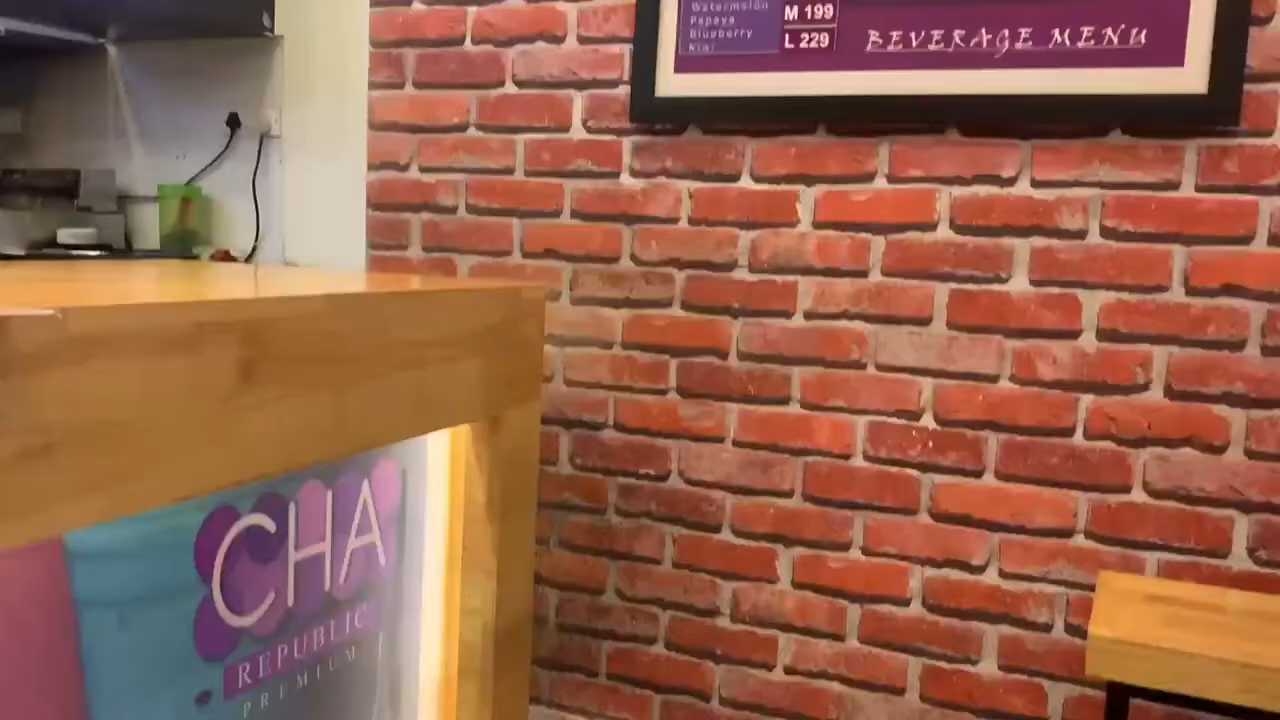 Watermelon
Papaya
Blueberry
Kiwi
M 199
L 229
BEVERAGE MENU
CHA
REPUBLIC
PREMIUM